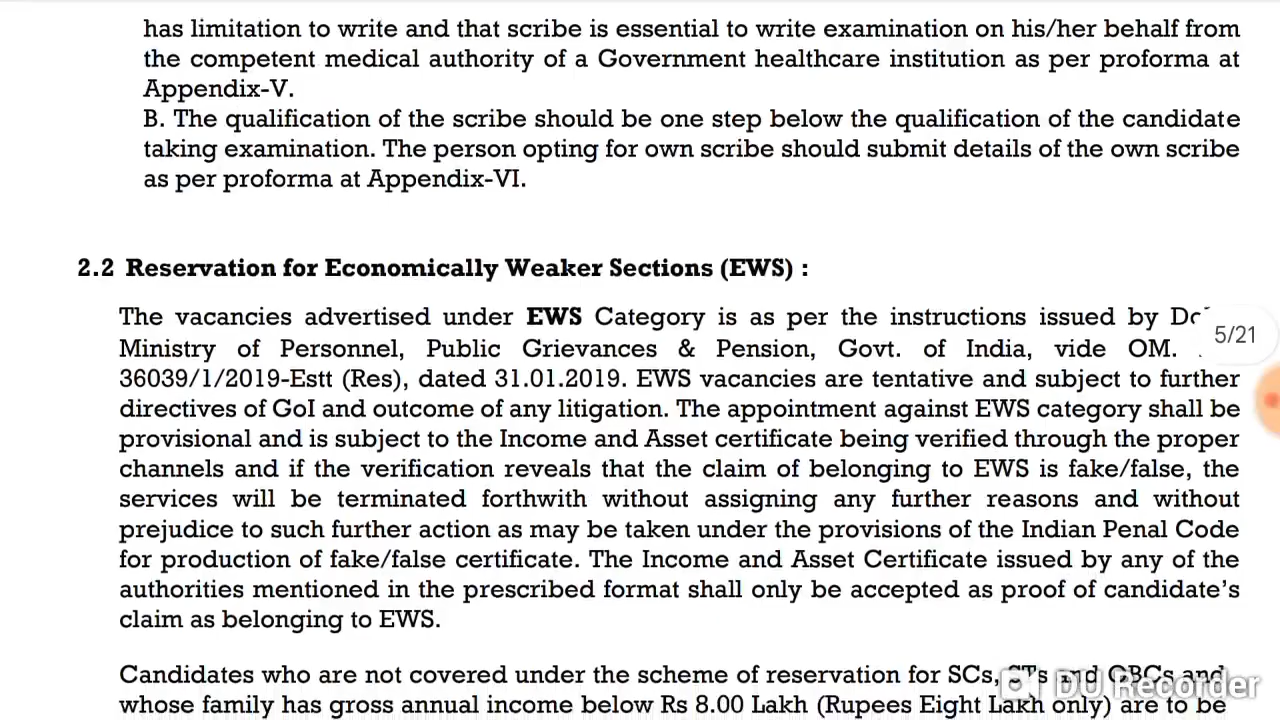 has limitation to write and that scribe is essential to write examination on his/her behalf from
the competent medical authority of a Government healthcare institution as per proforma at
Appendix-V.
B. The qualification of the scribe should be one step below the qualification of the candidate
taking examination. The person opting for own scribe should submit details of the own scribe
as per proforma at Appendix-VI.
2.2 Reservation for Economically Weaker Sections (EWS) :
The vacancies advertised under EWS Category is as per the instructions issued by
5/21
Ministry of Personnel, Public Grievances & Pension, Govt. of India, vide OM.
36039/1/2019-Estt (Res), dated 31.01.2019. EWS vacancies are tentative and subject to further
directives of GoI and outcome of any litigation. The appointment against EWS category shall be
provisional and is subject to the Income and Asset certificate being verified through the proper
channels and if the verification reveals that the claim of belonging to EWS is fake/false, the
services will be terminated forthwith without assigning any further reasons and without
prejudice to such further action as may be taken under the provisions of the Indian Penal Code
for production of fake/false certificate. The Income and Asset Certificate issued by any of the
authorities mentioned in the prescribed format shall only be accepted as proof of candidate's
claim as belonging to EWS.
Candidates who are not covered under the scheme of reservation for SCs, STs and OBCs and
DU Recorder
whose family has gross annual income below Rs 8.00 Lakh (Rupees Eight Lakh only) are to be